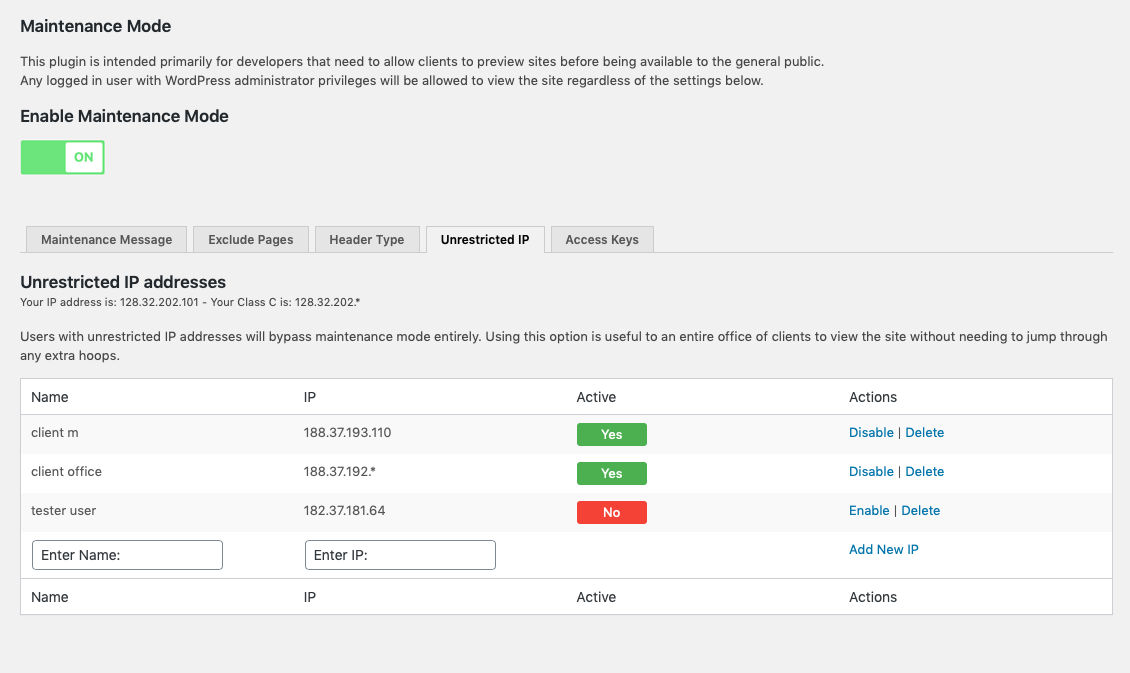 Maintenance Mode
This plugin is intended primarily for developers that need to allow clients to preview sites before being available to the general public.
Any logged in user with WordPress administrator privileges will be allowed to view the site regardless of the settings below.
Enable Maintenance Mode
ON
Maintenance Message Exclude Pages Header Type Unrestricted IP Access Keys
Unrestricted IP addresses
Your IP address is: 128.32.202.101 - Your Class C is: 128.32.202.*
Users with unrestricted IP addresses will bypass maintenance mode entirely. Using this option is useful to an entire office of clients to view the site without needing to jump through
any extra hoops.
Name IP Active Actions
client m 188.37.193.110 Yes Disable | Delete
client office 188.37.192.* Yes Disable | Delete
tester user 182.37.181.64 No Enable | Delete
Enter Name: Enter IP: Add New IP
Name IP Active Actions